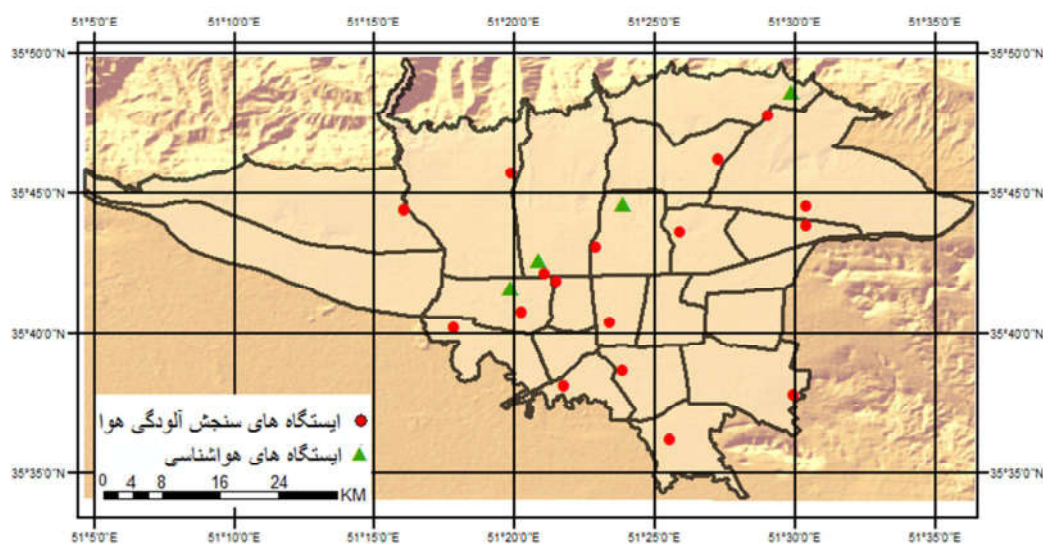 51°5'0"E 51°10'0"E 51°15'0"E 51°20'0"E 51°25'0"E 51°30'0"E 51°35'0"E
35°50'0"N 35°50'0"N
35°45'0"N 35°45'0"N
35°40'0"N 35°40'0"N
ایستگاه های سنجش آلودگی هوا
ایستگاه های هواشناسی
35°35'0"N 35°35'0"N
0 4 8 16 24 KM
51°5'0"E 51°10'0"E 51°15'0"E 51°20'0"E 51°25'0"E 51°30'0"E 51°35'0"E